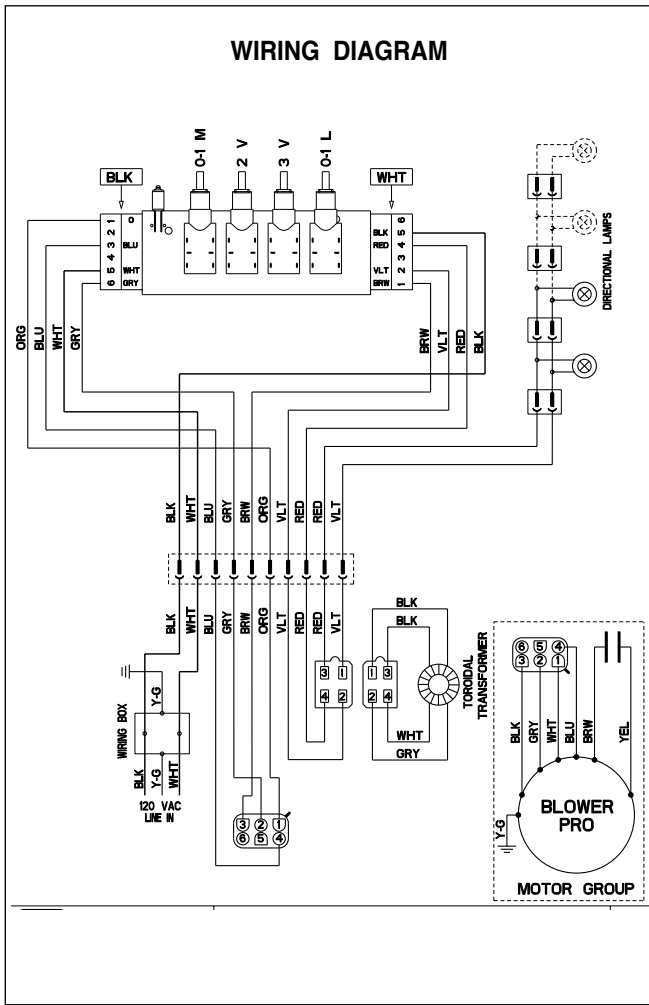 WIRING DIAGRAM
0-1 M
2 V
3 V
0-1 L
BLK
WHT
1 O
2
3 BLU
4
5 WHT
6 GRY
6
BLK 5
RED 4
3
VLT 2
BRW 1
DIRECTIONAL LAMPS
ORG
BLU
WHT
GRY
BRW
VLT
RED
BLK
BLK
WHT
BLU
GRY
BRW
ORG
VLT
RED
RED
VLT
BLK
WHT
BLU
GRY
BRW
ORG
VLT
RED
RED
VLT
Y-G
WIRING BOX
BLK
Y-G
WHT
120 VAC
LINE IN
3 2 1
6 5 4
3 1
4 2
BLK
BLK
1 3
2 4
WHT
GRY
TOROIDAL
TRANSFORMER
6 5 4
3 2 1
BLK
GRY
WHT
BLU
BRW
YEL
Y-G
BLOWER
PRO
MOTOR GROUP